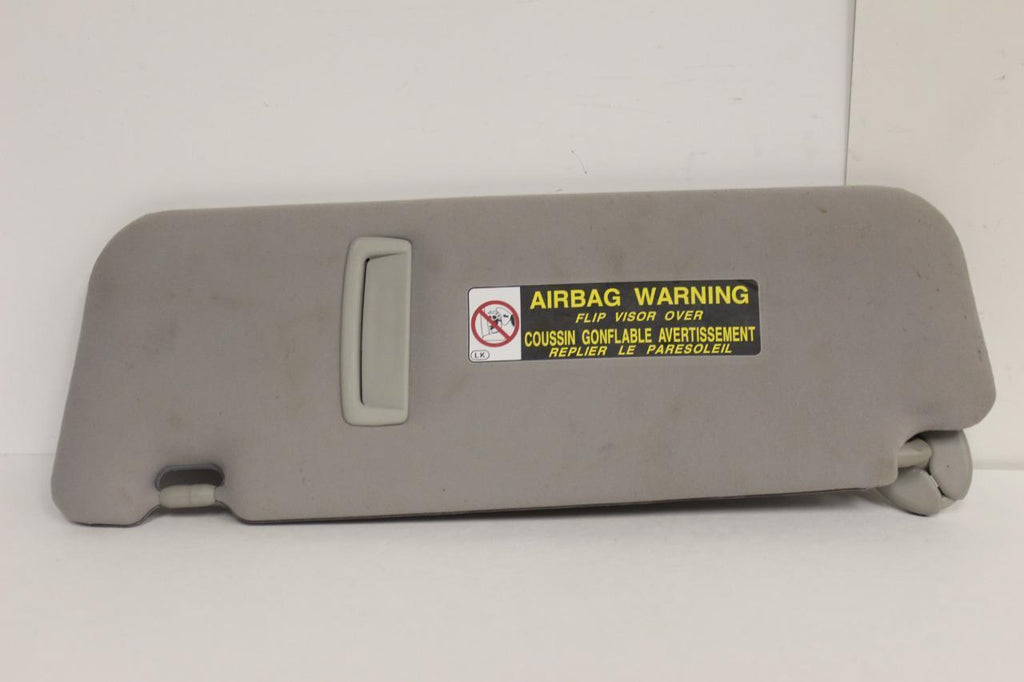 AIRBAG WARNING
FLIP VISOR OVER
COUSSIN GONFLABLE AVERTISSEMENT
REPLIER LE PARESOLEIL
LK